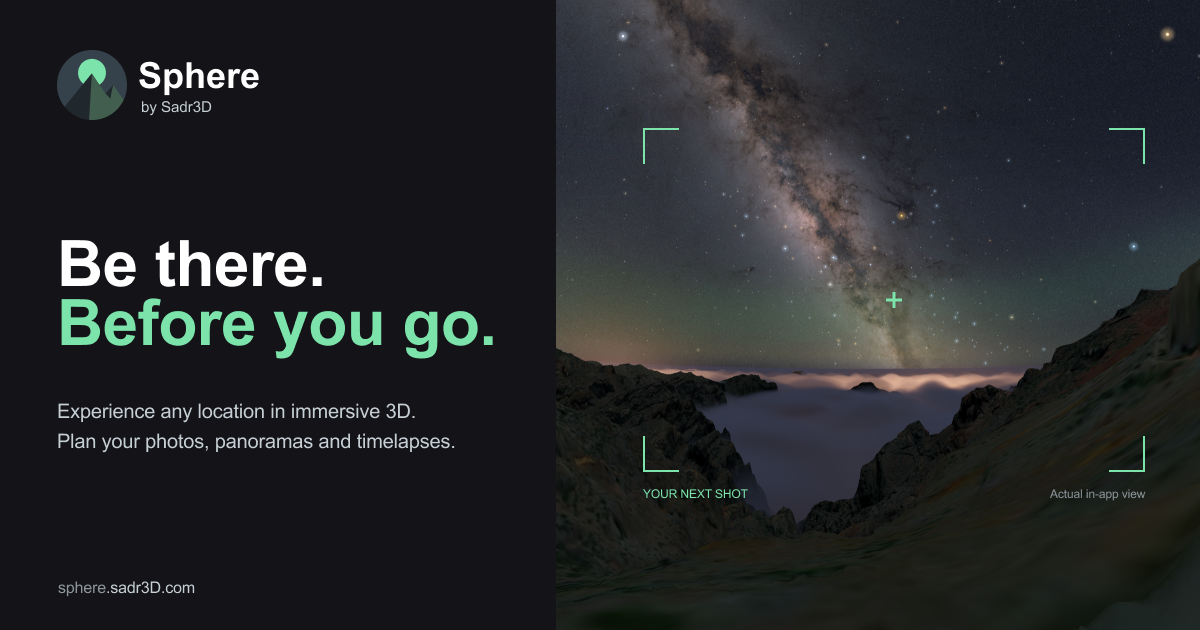 Sphere
by Sadr3D
Be there.
Before you go.
Experience any location in immersive 3D.
Plan your photos, panoramas and timelapses.
sphere.sadr3D.com
YOUR NEXT SHOT
Actual in-app view